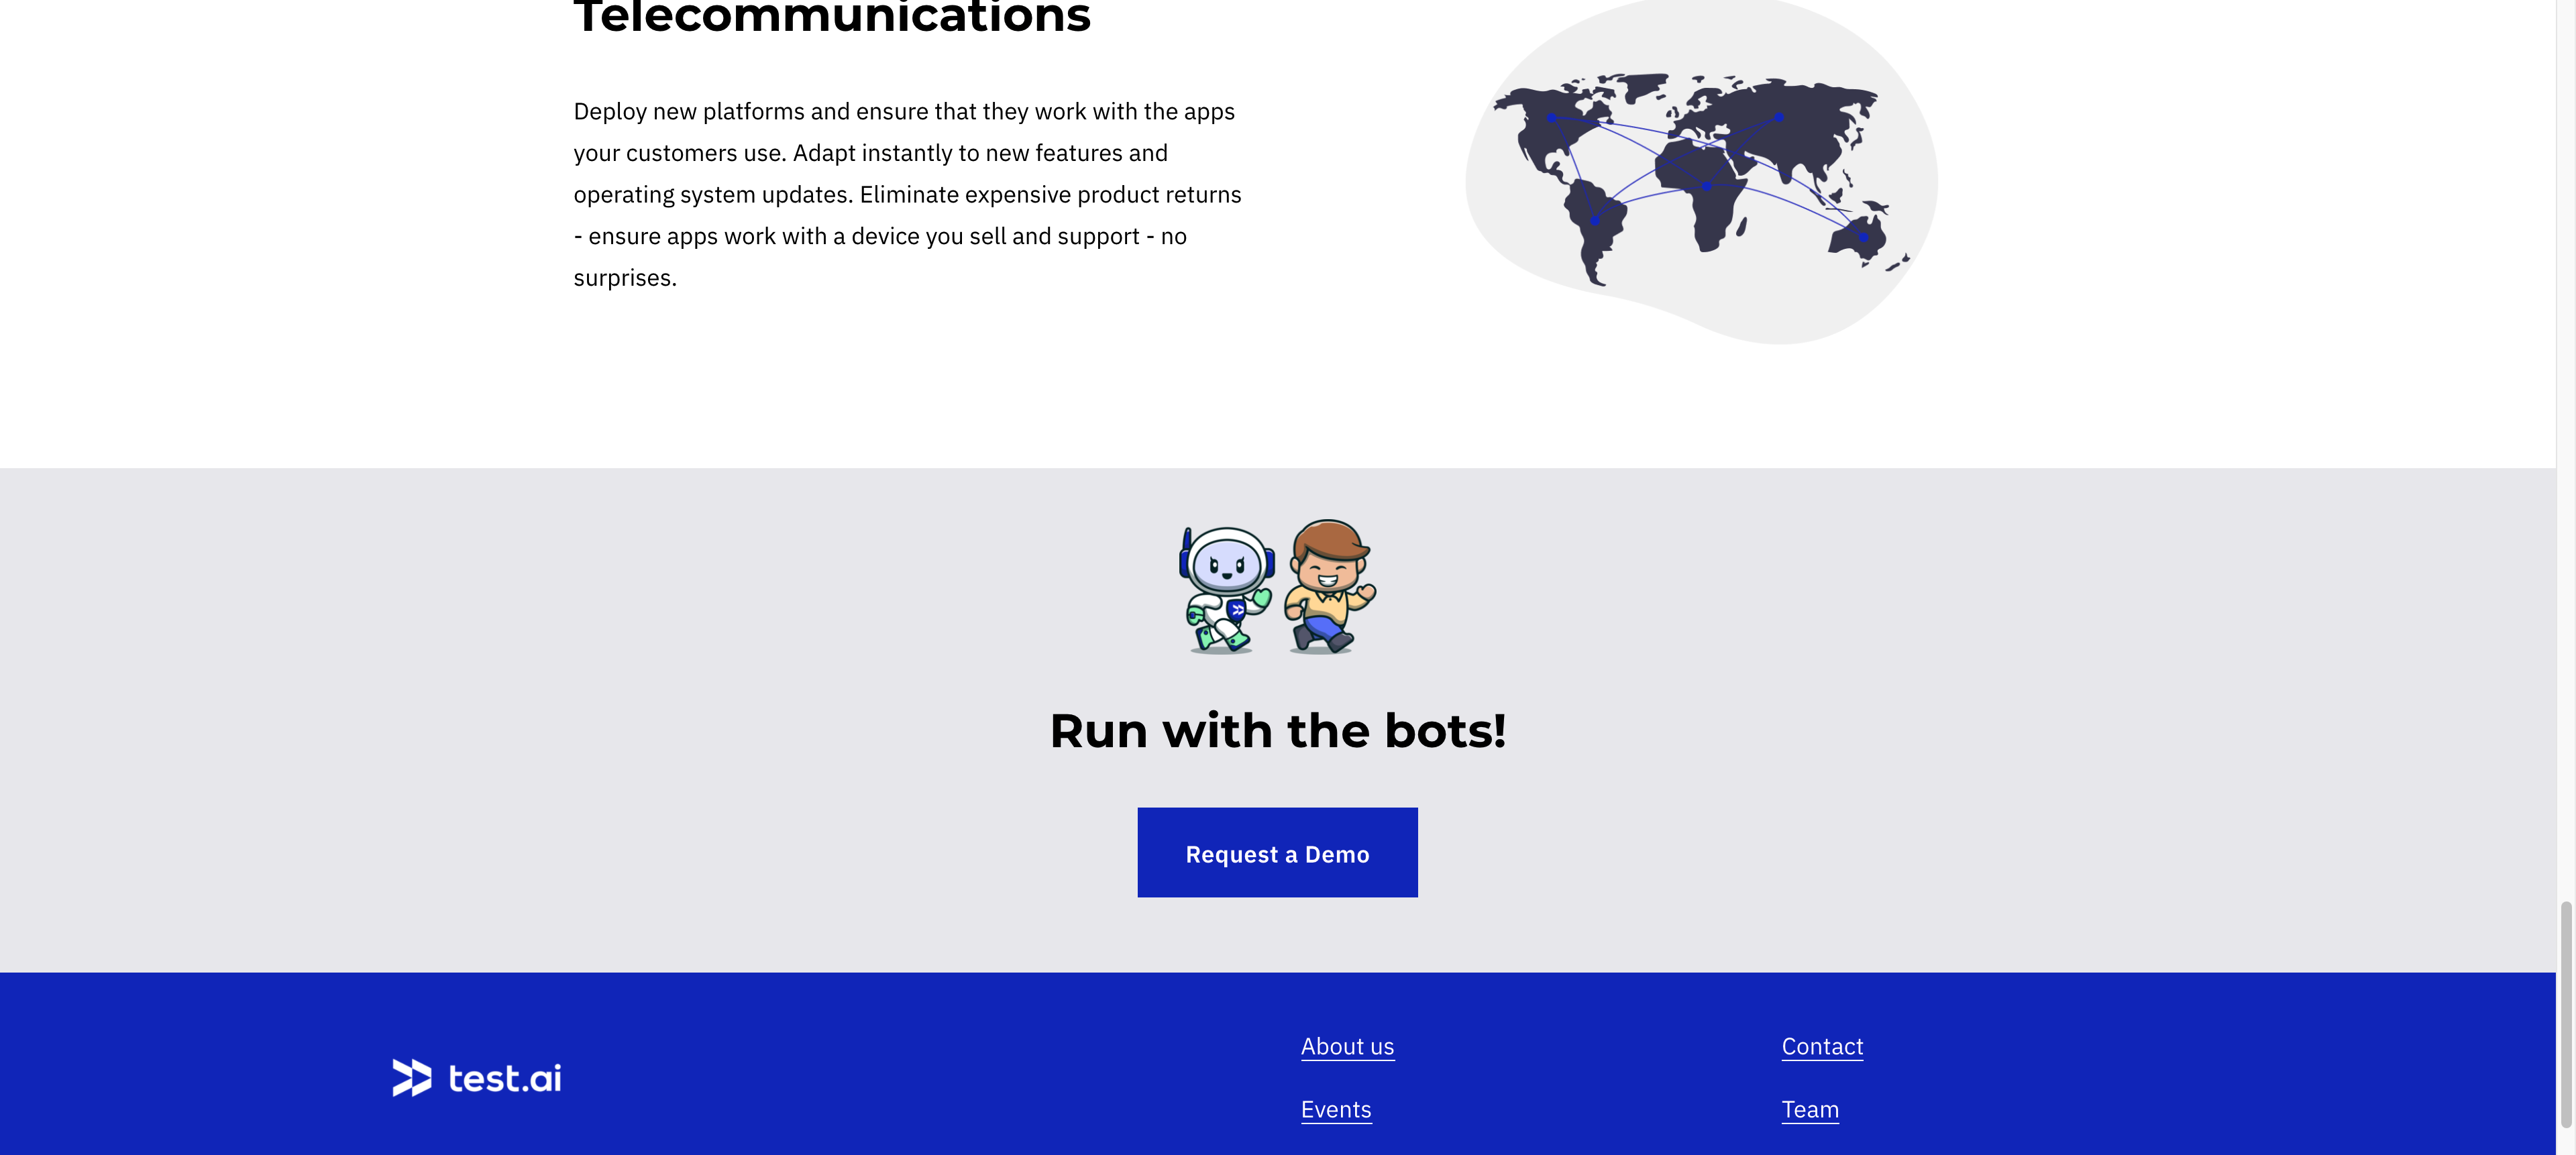 Telecommunications
Deploy new platforms and ensure that they work with the apps
your customers use. Adapt instantly to new features and
operating system updates. Eliminate expensive product returns
- ensure apps work with a device you sell and support - no
surprises.
Run with the bots!
Request a Demo
test.ai
About us
Contact
Events
Team